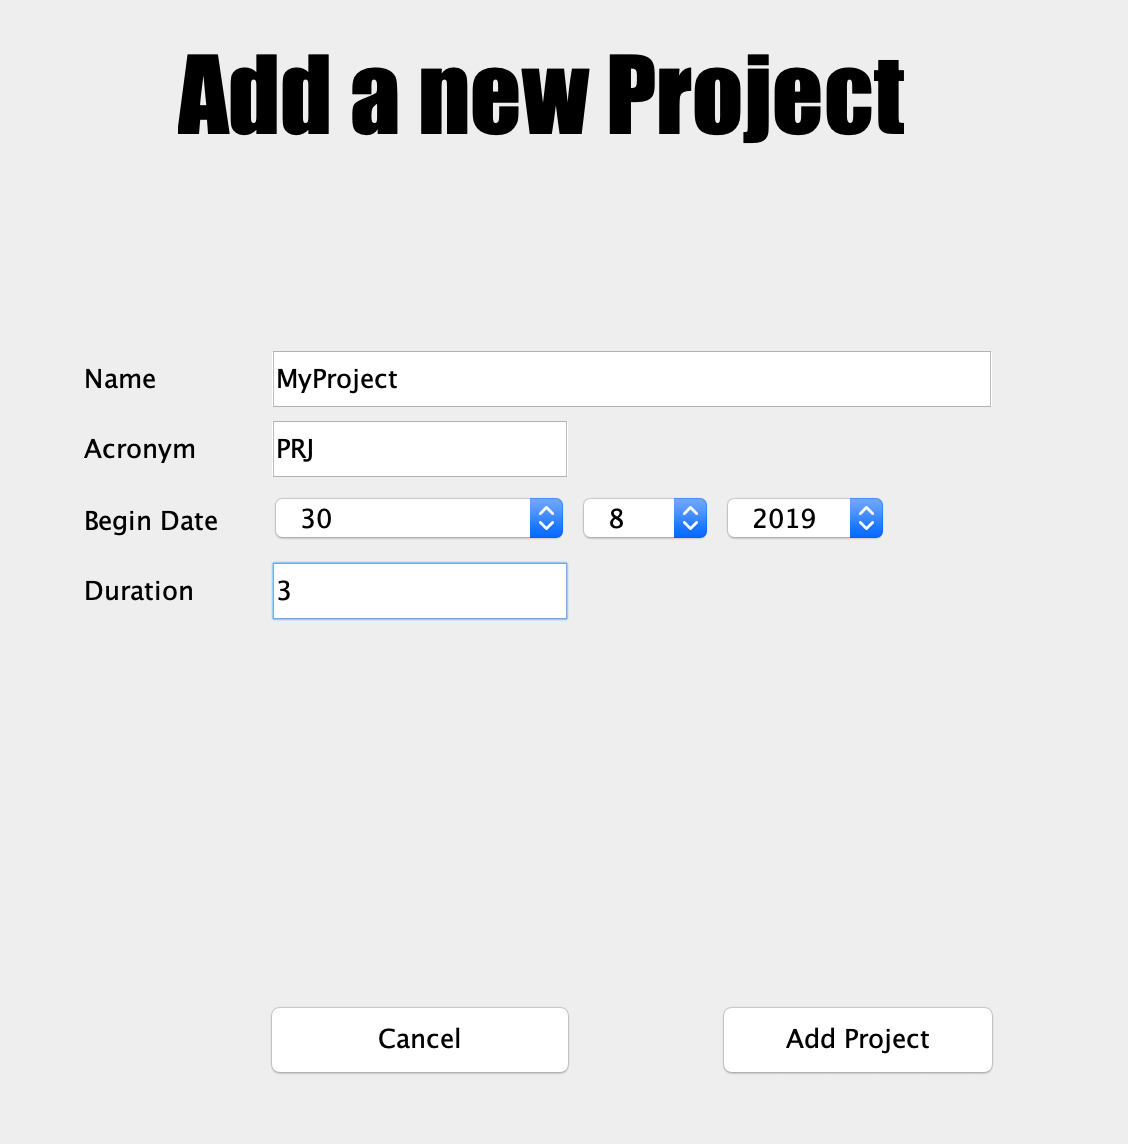 Add a new Project
Name MyProject
Acronym PRJ
Begin Date 30 8 2019
Duration 3
Cancel Add Project